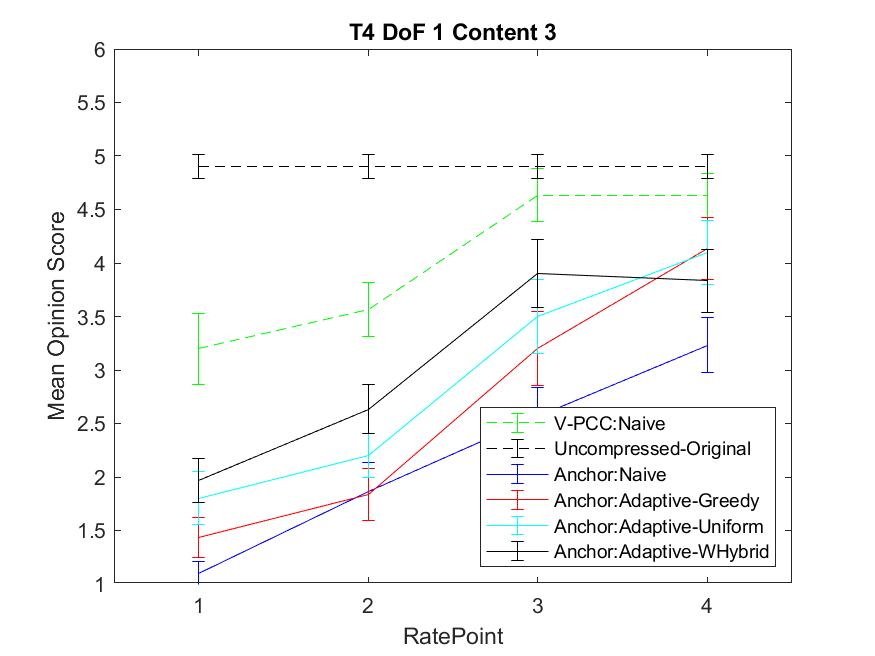 T4 DoF 1 Content 3
Mean Opinion Score
6
5.5
5
4.5
4
3.5
3
2.5
2
1.5
1
V-PCC:Naive
Uncompressed-Original
Anchor:Naive
Anchor:Adaptive-Greedy
Anchor:Adaptive-Uniform
Anchor:Adaptive-WHybrid
1 2 3 4
RatePoint